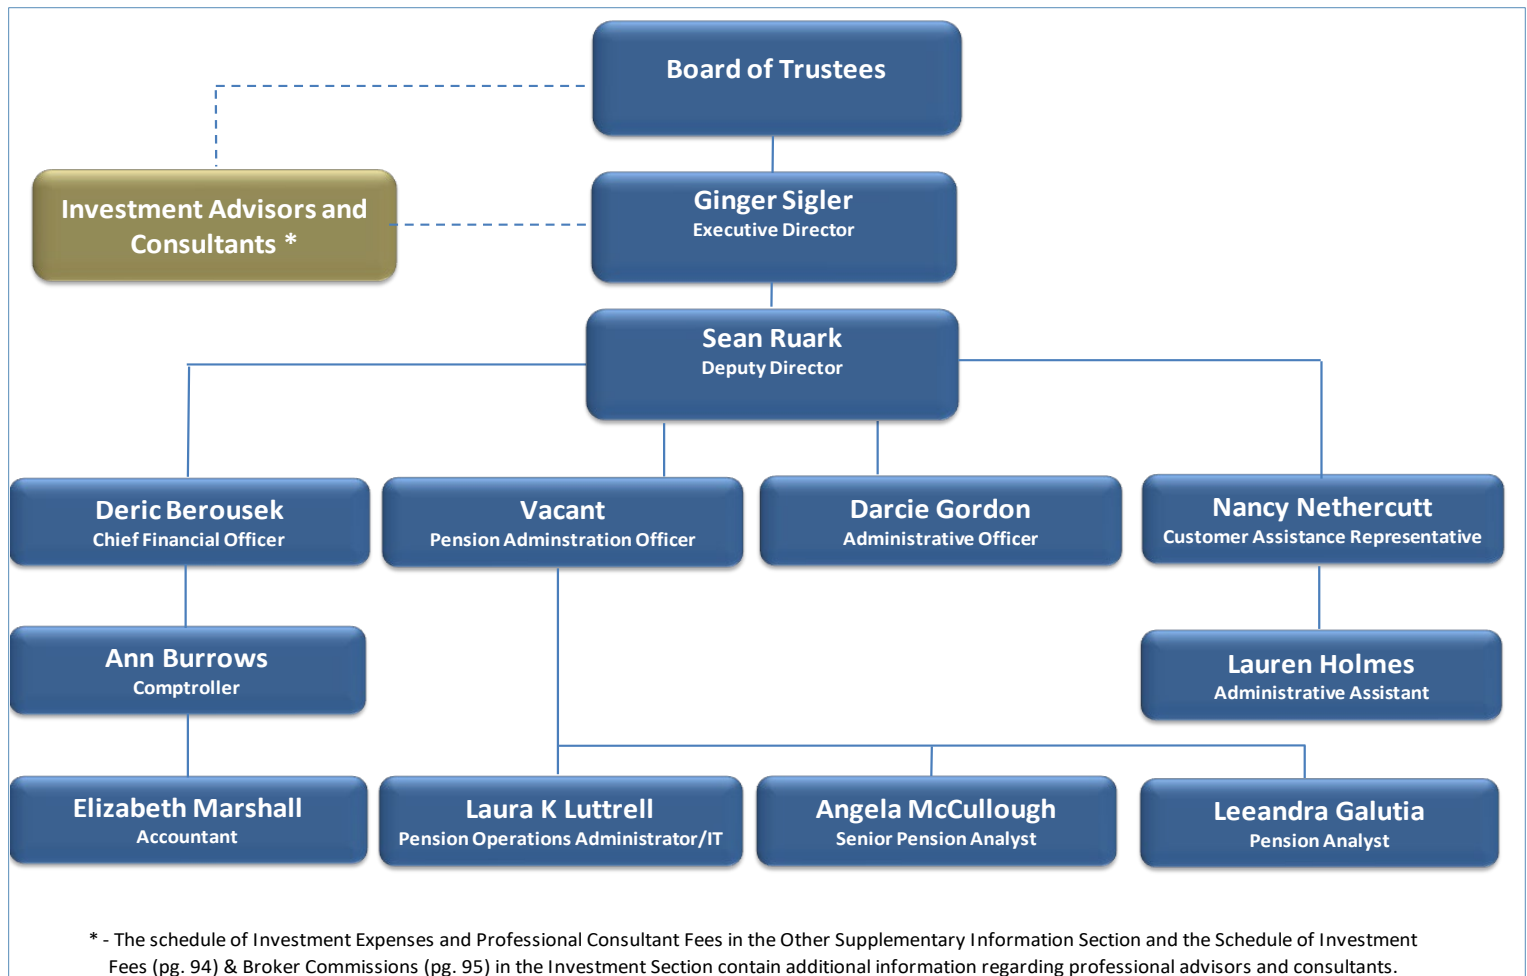 Board of Trustees
Investment Advisors and
Consultants *
Ginger Sigler
Executive Director
Sean Ruark
Deputy Director
Deric Berousek
Chief Financial Officer
Vacant
Pension Adminstration Officer
Darcie Gordon
Administrative Officer
Nancy Nethercutt
Customer Assistance Representative
Ann Burrows
Comptroller
Lauren Holmes
Administrative Assistant
Elizabeth Marshall
Accountant
Laura K Luttrell
Pension Operations Administrator/IT
Angela McCullough
Senior Pension Analyst
Leeandra Galutia
Pension Analyst
* - The schedule of Investment Expenses and Professional Consultant Fees in the Other Supplementary Information Section and the Schedule of Investment
Fees (pg. 94) & Broker Commissions (pg. 95) in the Investment Section contain additional information regarding professional advisors and consultants.